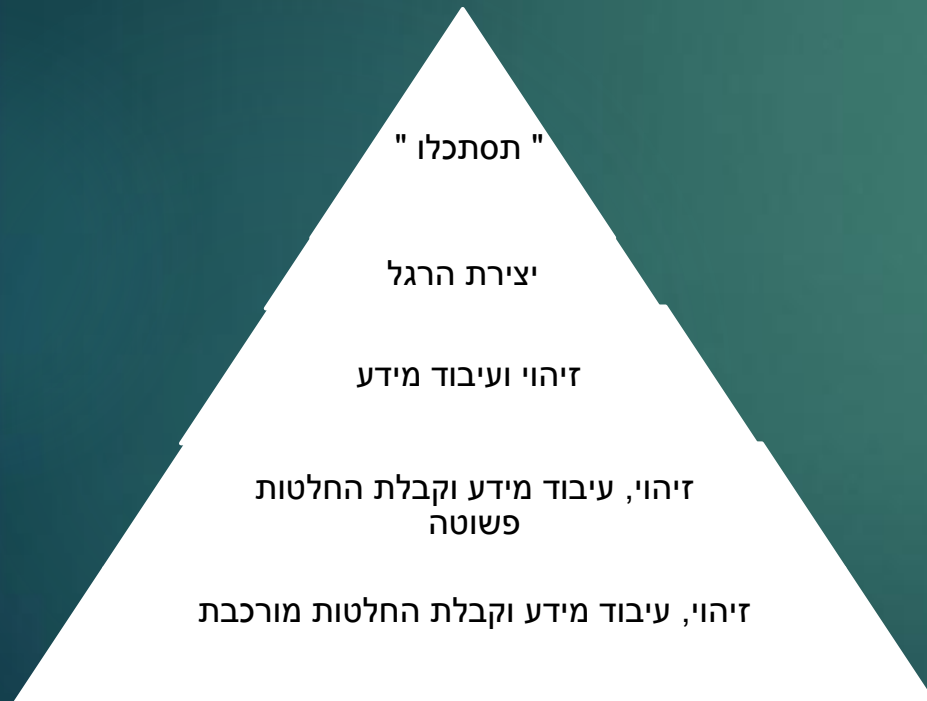 " תסתכלו "
יצירת הרגל
זיהוי ועיבוד מידע
זיהוי, עיבוד מידע וקבלת החלטות
פשוטה
זיהוי, עיבוד מידע וקבלת החלטות מורכבת